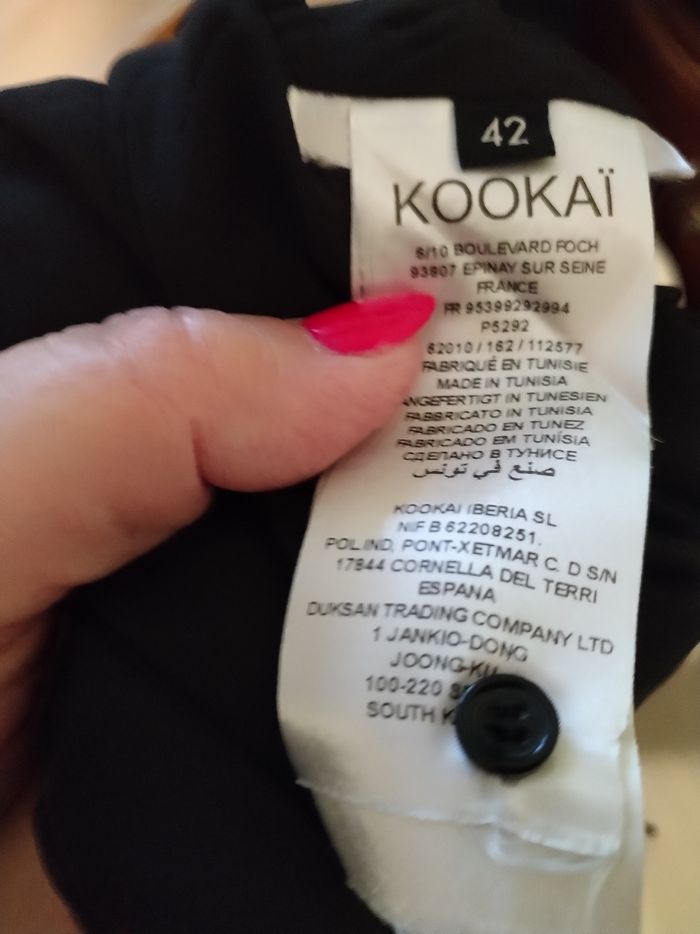 42
KOOKAÏ
8/10 BOULEVARD FOCH
93807 EPINAY SUR SEINE
FRANCE
FR 95399292994
P5292
62010 / 162 / 112577
FABRIQUÉ EN TUNISIE
MADE IN TUNISIA
ANGEFERTIGT IN TUNESIEN
FABBRICATO IN TUNISIA
FABRICADO EN TUNEZ
FABRICADO EM TUNÍSIA
СДЕЛАНО В ТУНИСЕ
صنع في تونس
KOOKAI IBERIA SL
NIF B 62208251.
POL.IND. PONT-XETMAR C. D S/N
17844 CORNELLA DEL TERRI
ESPANA
DUKSAN TRADING COMPANY LTD
1 JANKIO-DONG
JOONG-KU
100-220
SOUTH